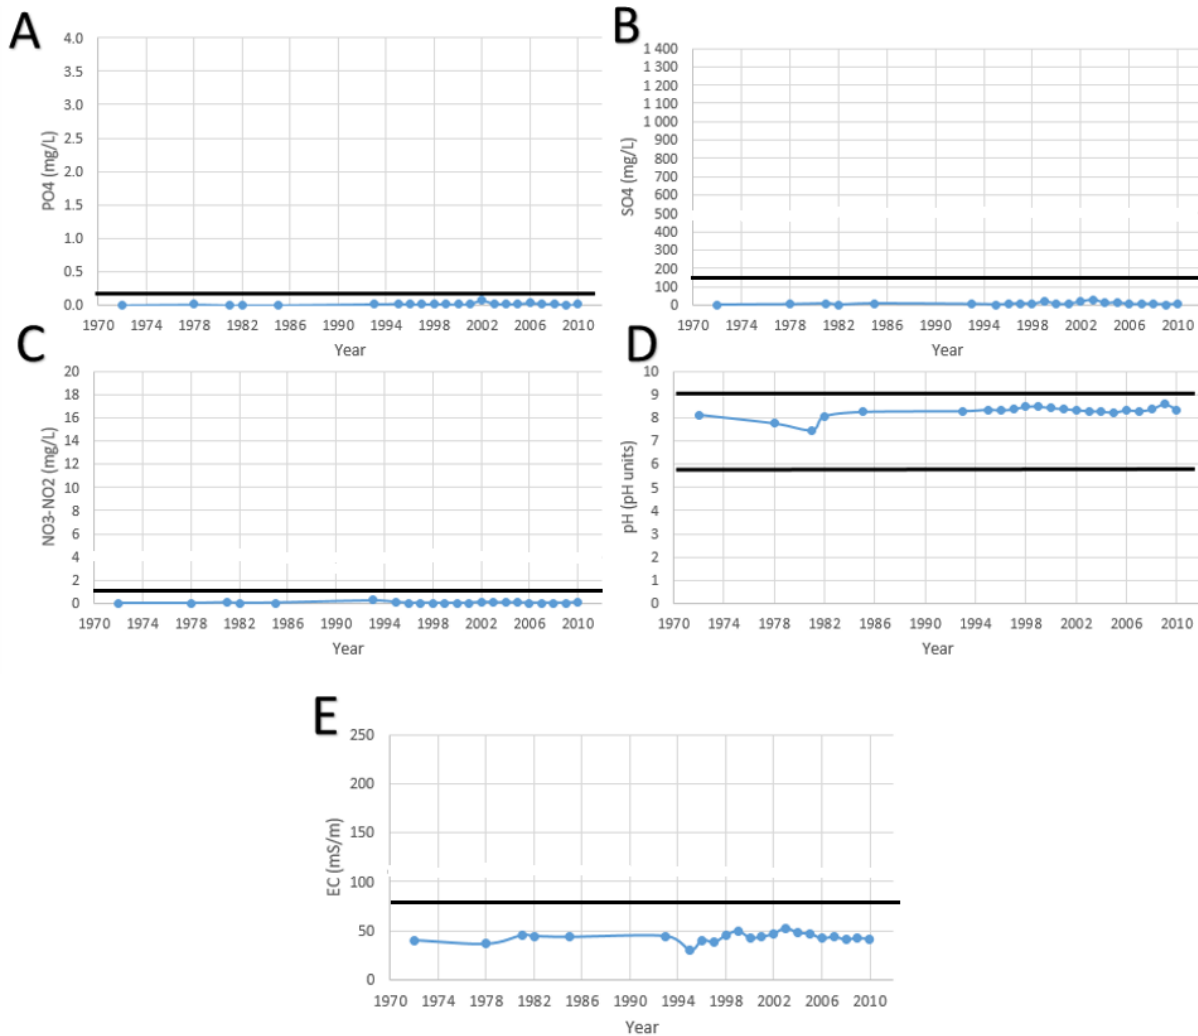 A
PO4 (mg/L)
4.0
3.5
3.0
2.5
2.0
1.5
1.0
0.5
0.0
1970 1974 1978 1982 1986 1990 1994 1998 2002 2006 2010
Year
B
SO4 (mg/L)
1 400
1 300
1 200
1 100
1 000
900
800
700
600
500
400
300
200
100
0
1970 1974 1978 1982 1986 1990 1994 1998 2002 2006 2010
Year
C
NO3-NO2 (mg/L)
20
18
16
14
12
10
8
6
4
2
0
1970 1974 1978 1982 1986 1990 1994 1998 2002 2006 2010
Year
D
pH (pH units)
10
9
8
7
6
5
4
3
2
1
0
1970 1974 1978 1982 1986 1990 1994 1998 2002 2006 2010
Year
E
EC (mS/m)
250
200
150
100
50
0
1970 1974 1978 1982 1986 1990 1994 1998 2002 2006 2010
Year